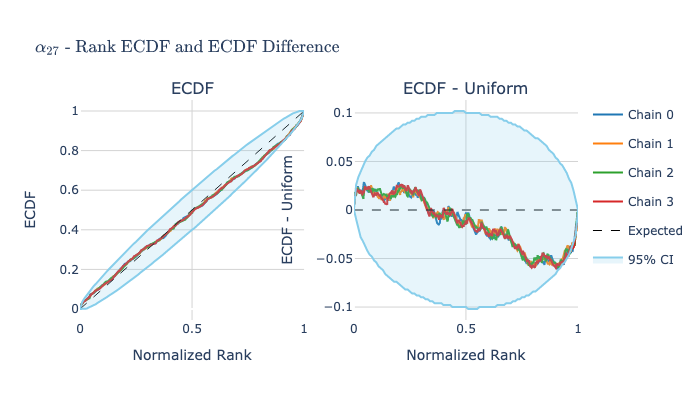 α27 - Rank ECDF and ECDF Difference
ECDF
ECDF - Uniform
1
0.8
0.6
0.4
0.2
0
0
0.5
1
ECDF
Normalized Rank
0.1
0.05
0
−0.05
−0.1
0
0.5
1
ECDF - Uniform
Normalized Rank
Chain 0
Chain 1
Chain 2
Chain 3
Expected
95% CI